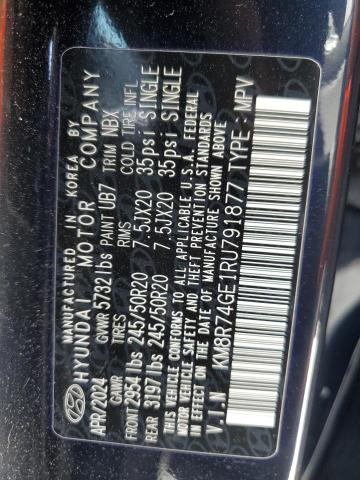 MADE IN KOREA BY
HYUNDAI MOTOR COMPANY
APR/2024 GVWR 5732 lbs PAINT UB7 TRIM NBX
GAWR TIRES RIMS COLD TIRE INFL
FRONT 2954 lbs 245/50R20 7.5JX20 35psi SINGLE
REAR 3197 lbs 245/50R20 7.5JX20 35psi SINGLE
THIS VEHICLE CONFORMS TO ALL APPLICABLE U.S.A. FEDERAL
MOTOR VEHICLE SAFETY AND THEFT PREVENTION STANDARDS
IN EFFECT ON THE DATE OF MANUFACTURE SHOWN ABOVE.
V.I.N KM8R74GE1RU791877 TYPE: MPV